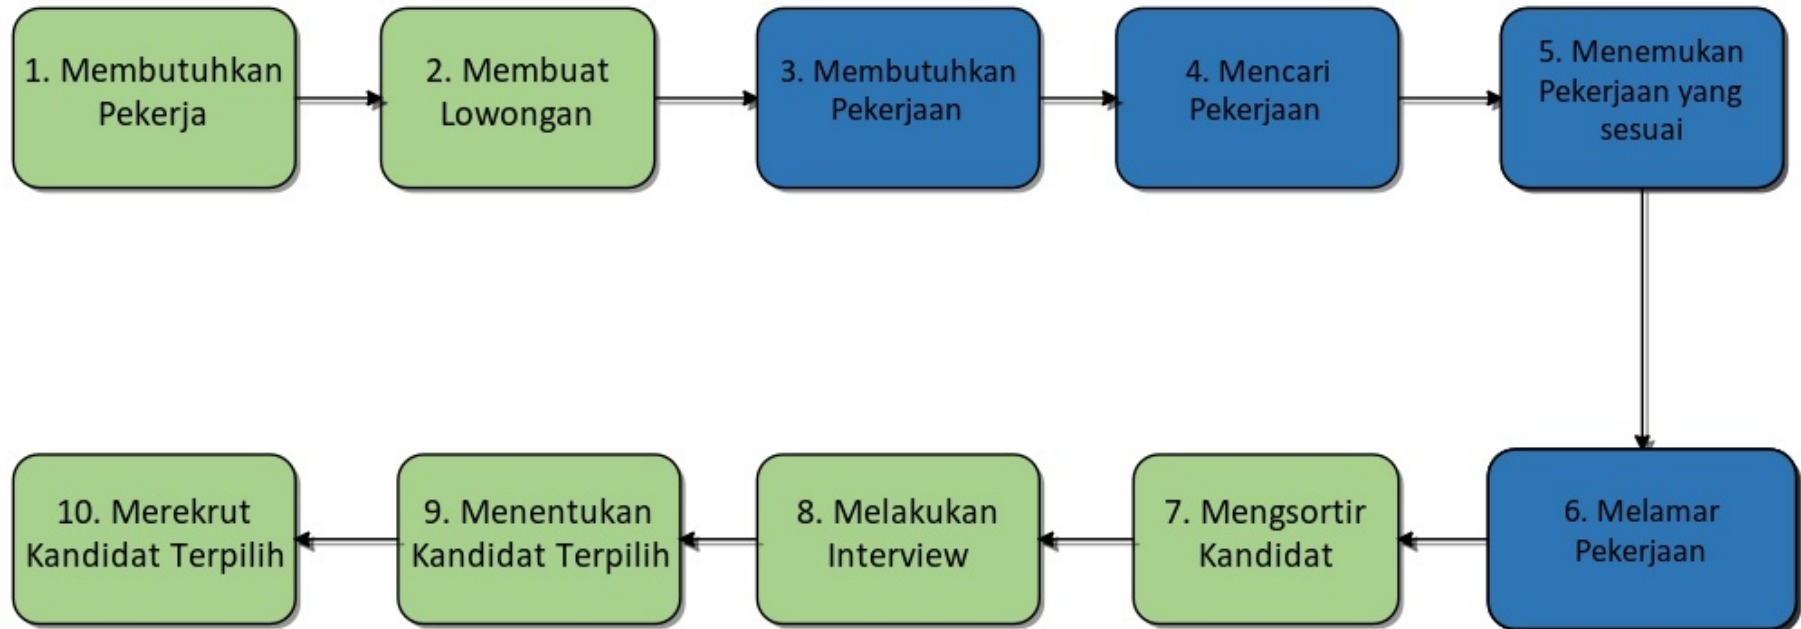 1. Membutuhkan
Pekerja
2. Membuat
Lowongan
3. Membutuhkan
Pekerjaan
4. Mencari
Pekerjaan
5. Menemukan
Pekerjaan yang
sesuai
6. Melamar
Pekerjaan
7. Mengsortir
Kandidat
8. Melakukan
Interview
9. Menentukan
Kandidat Terpilih
10. Merekrut
Kandidat Terpilih